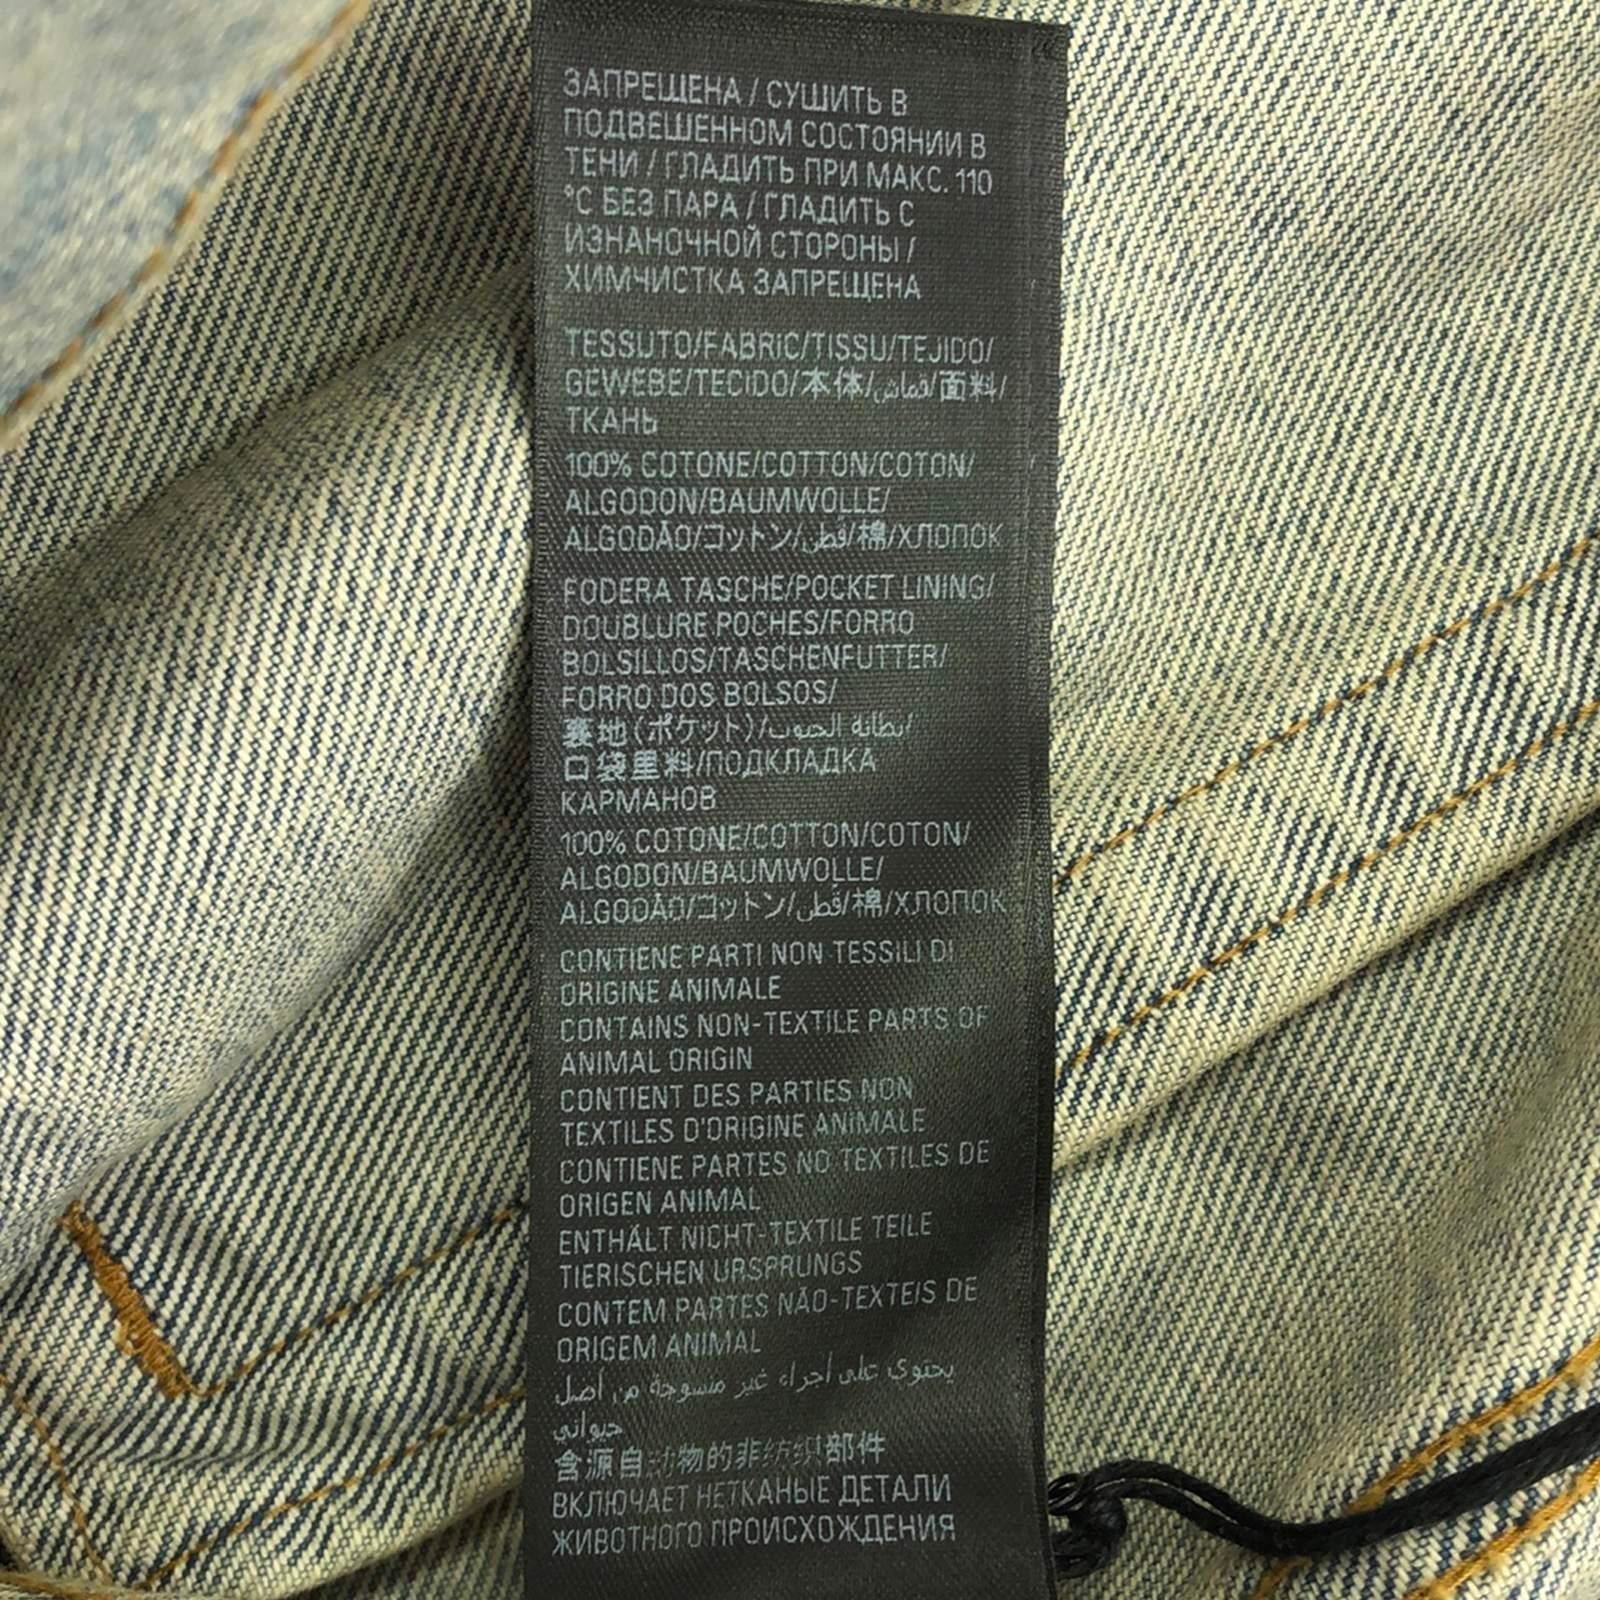 ЗАПРЕЩЕНА / СУШИТЬ В
ПОДВЕШЕННОМ СОСТОЯНИИ В
ТЕНИ / ГЛАДИТЬ ПРИ МАКС. 110
°C БЕЗ ПАРА / ГЛАДИТЬ С
ИЗНАНОЧНОЙ СТОРОНЫ /
ХИМЧИСТКА ЗАПРЕЩЕНА
TESSUTO/FABRIC/TISSU/TEJIDO/
GEWEBE/TECIDO/本体/قماش/面料/
ТКАНЬ
100% COTONE/COTTON/COTON/
ALGODON/BAUMWOLLE/
ALGODÃO/コットン/قطن/棉/ХЛОПОК
FODERA TASCHE/POCKET LINING/
DOUBLURE POCHES/FORRO
BOLSILLOS/TASCHENFUTTER/
FORRO DOS BOLSOS/
裏地(ポケット)/بطانة الجيوب/
口袋里料/ПОДКЛАДКА
КАРМАНОВ
100% COTONE/COTTON/COTON/
ALGODON/BAUMWOLLE/
ALGODÃO/コットン/قطن/棉/ХЛОПОК
CONTIENE PARTI NON TESSILI DI
ORIGINE ANIMALE
CONTAINS NON-TEXTILE PARTS OF
ANIMAL ORIGIN
CONTIENT DES PARTIES NON
TEXTILES D'ORIGINE ANIMALE
CONTIENE PARTES NO TEXTILES DE
ORIGEN ANIMAL
ENTHÄLT NICHT-TEXTILE TEILE
TIERISCHEN URSPRUNGS
CONTEM PARTES NÃO-TEXTEIS DE
ORIGEM ANIMAL
يحتوي على أجزاء غير منسوجة من أصل
حيواني
含源自动物的非纺织部件
ВКЛЮЧАЕТ НЕТКАНЫЕ ДЕТАЛИ
ЖИВОТНОГО ПРОИСХОЖДЕНИЯ